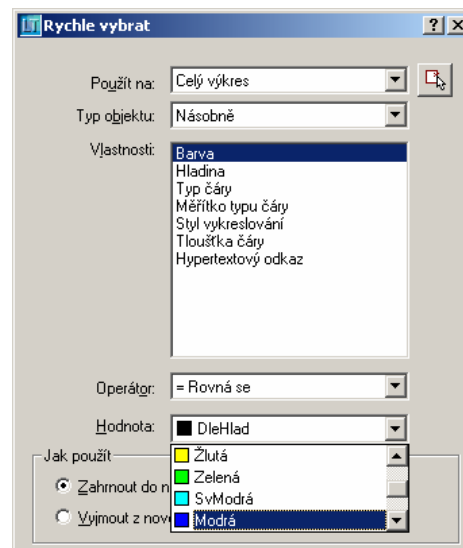 LT Rychle vybrat
Použít na: Celý výkres
Typ objektu: Násobně
Vlastnosti: Barva
Hladina
Typ čáry
Měřítko typu čáry
Styl vykreslování
Tloušťka čáry
Hypertextový odkaz
Operátor: = Rovná se
Hodnota: DleHlad
Jak použít
Žlutá
Zahrnout do n
Zelená
SvModrá
Vyjmout z nov
Modrá